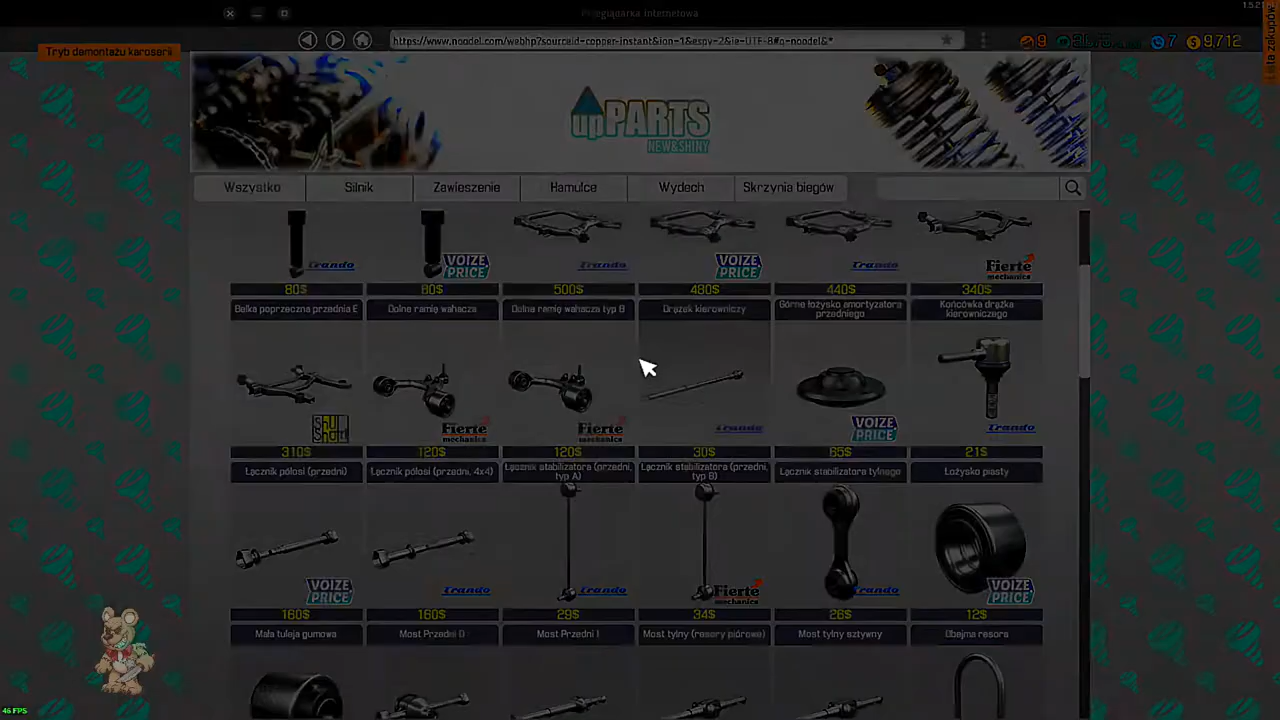 Przeglądarka internetowa
1.5.2
Tryb demontażu karoserii
https://www.noodel.com/webhp?sourceid=copper-instant&ion=1&espv=2&ie=UTF-8#q=noodel&*
9
7
9,712
upPARTS
NEW&SHINY
Wszystko
Silnik
Zawieszenie
Hamulce
Wydech
Skrzynia biegów
Trando
VOIZE PRICE
Trando
VOIZE PRICE
Trando
Fierte mechanics
80$
80$
500$
480$
440$
340$
Belka poprzeczna przednia E
Dolne ramię wahacza
Dolne ramię wahacza typ B
Drążek kierowniczy
Górne łożysko amortyzatora przedniego
Końcówka drążka kierowniczego
Fierte mechanics
Fierte mechanics
Trando
VOIZE PRICE
Trando
310$
120$
120$
30$
65$
21$
Łącznik półosi (przedni)
Łącznik półosi (przedni, 4x4)
Łącznik stabilizatora (przedni, typ A)
Łącznik stabilizatora (przedni, typ B)
Łącznik stabilizatora tylnego
Łożysko piasty
VOIZE PRICE
Trando
Trando
Fierte mechanics
Trando
VOIZE PRICE
160$
160$
29$
34$
26$
12$
Mała tuleja gumowa
Most Przedni D
Most Przedni I
Most tylny (resory piórowe)
Most tylny sztywny
Obejma resora
46 FPS